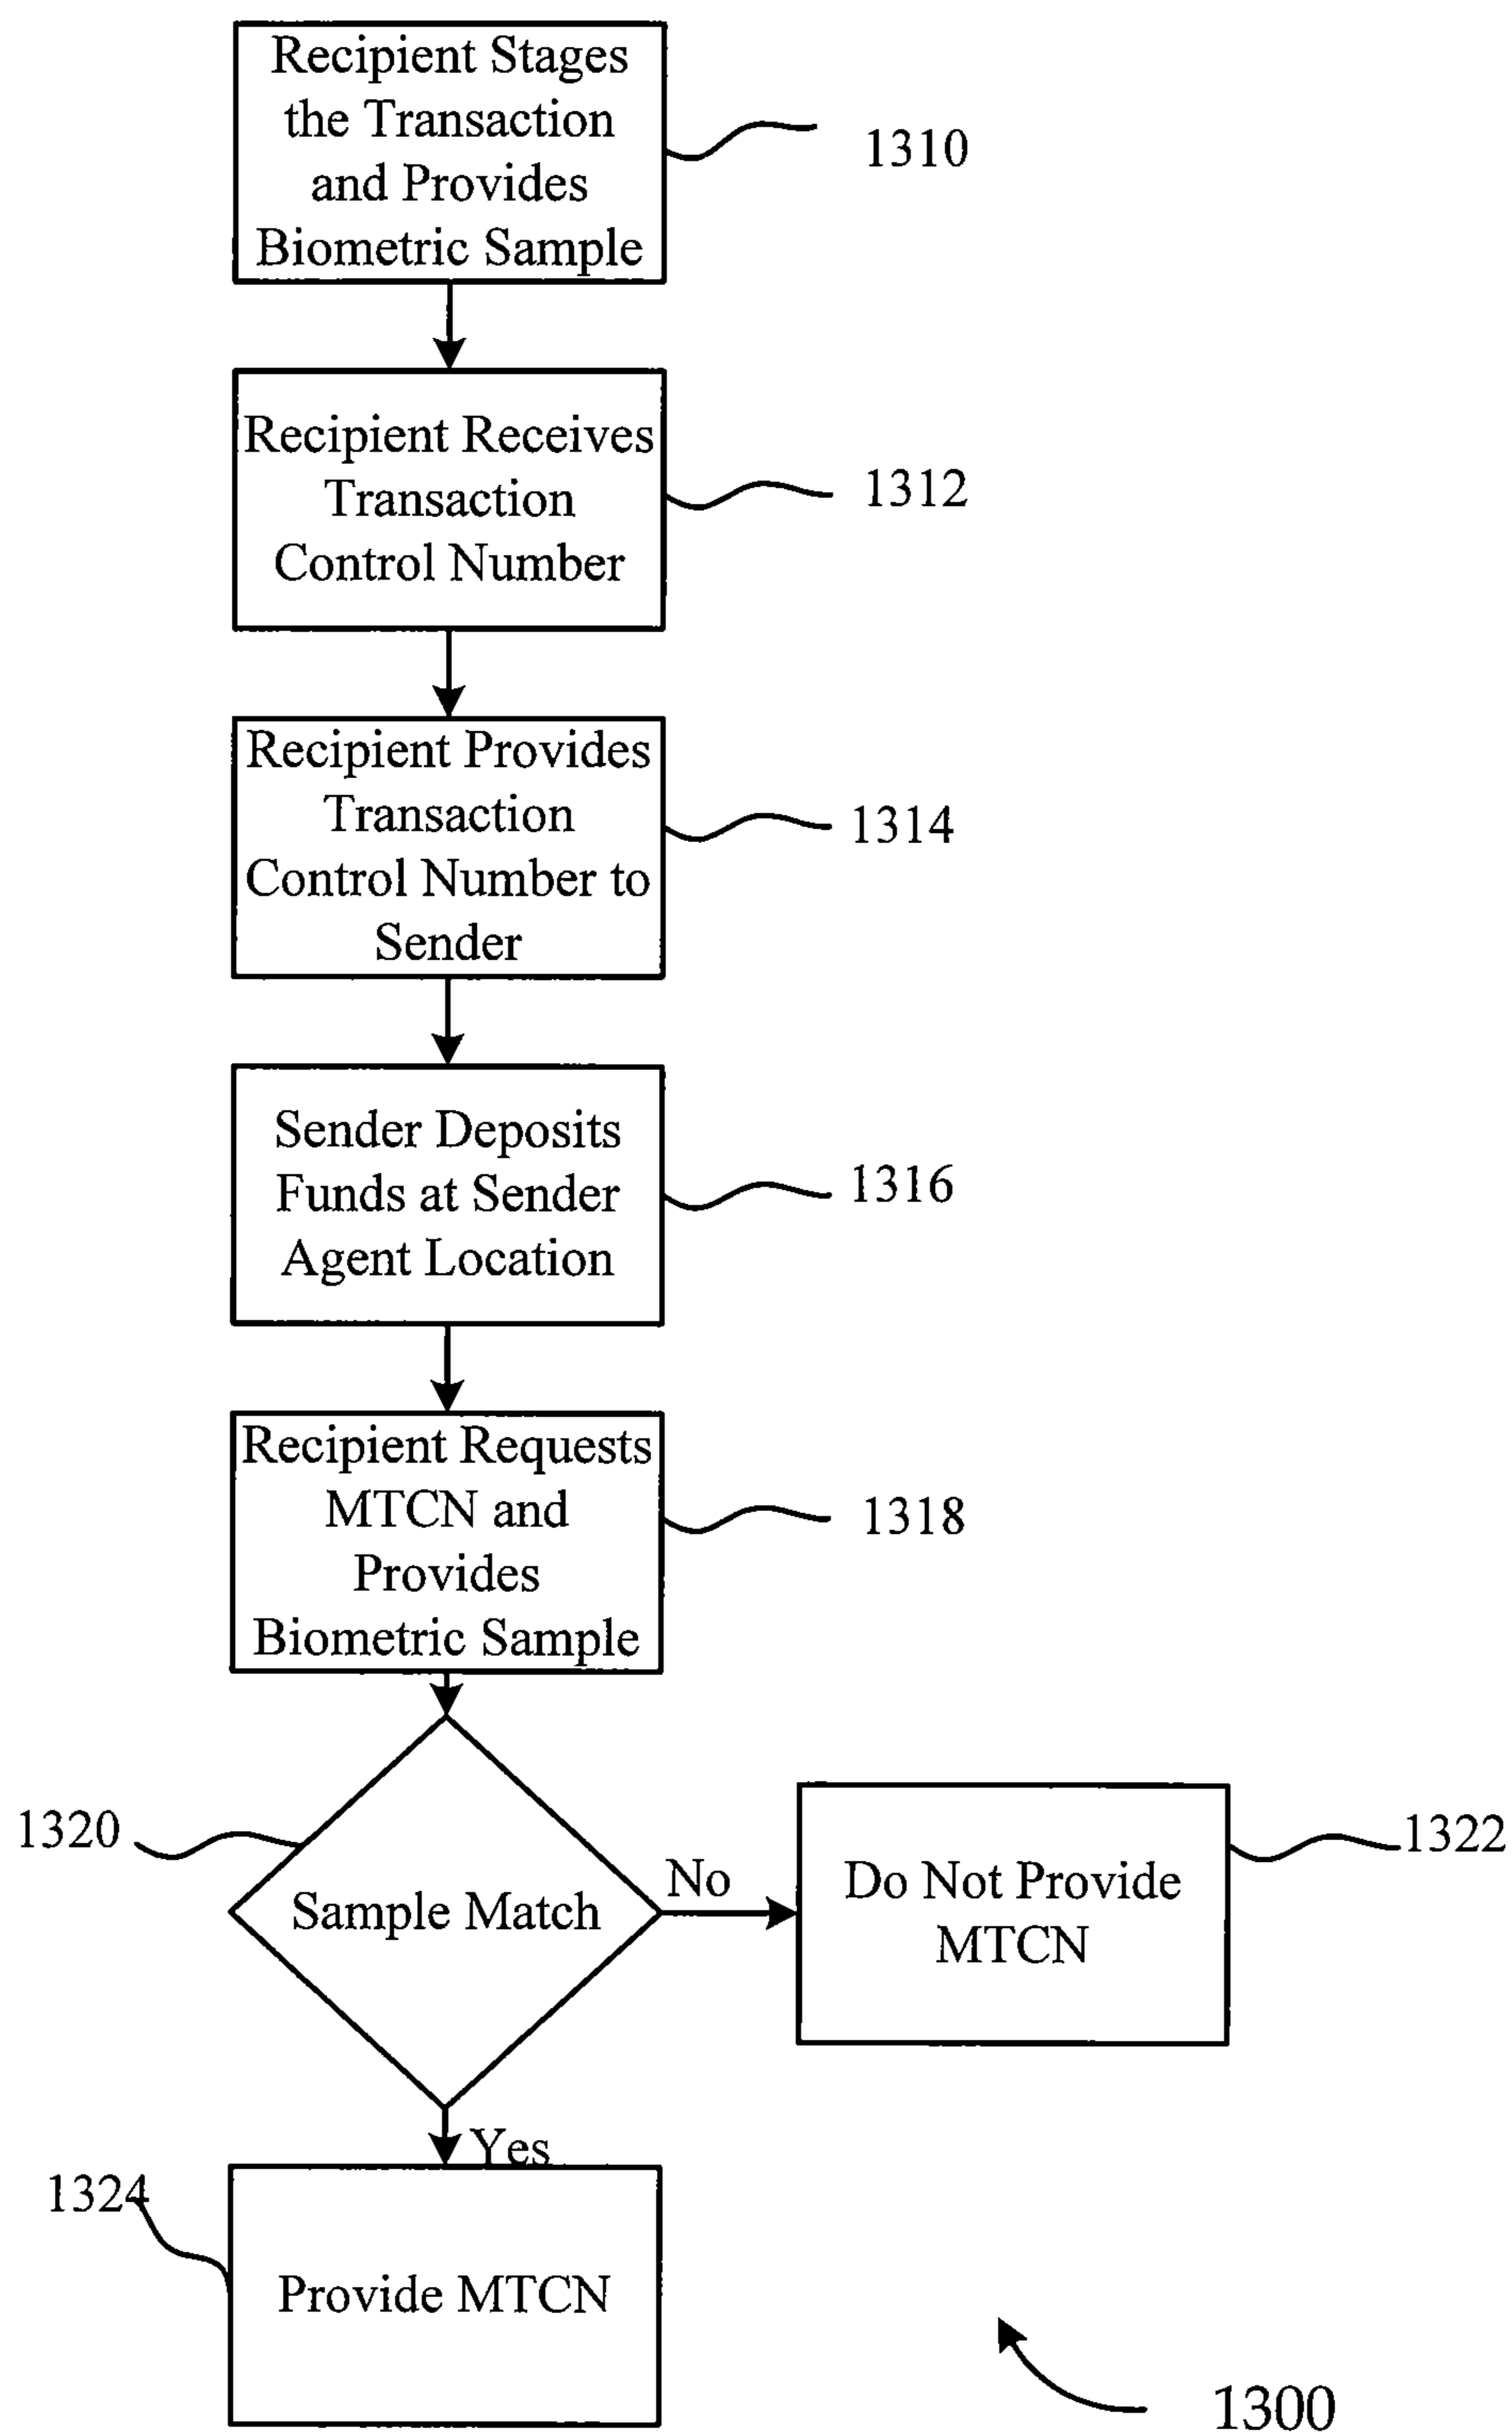 Recipient Stages
the Transaction
and Provides
Biometric Sample
1310
Recipient Receives
Transaction
Control Number
1312
Recipient Provides
Transaction
Control Number to
Sender
1314
Sender Deposits
Funds at Sender
Agent Location
1316
Recipient Requests
MTCN and
Provides
Biometric Sample
1318
1320
Sample Match
No
Do Not Provide
MTCN
1322
Yes
1324
Provide MTCN
1300